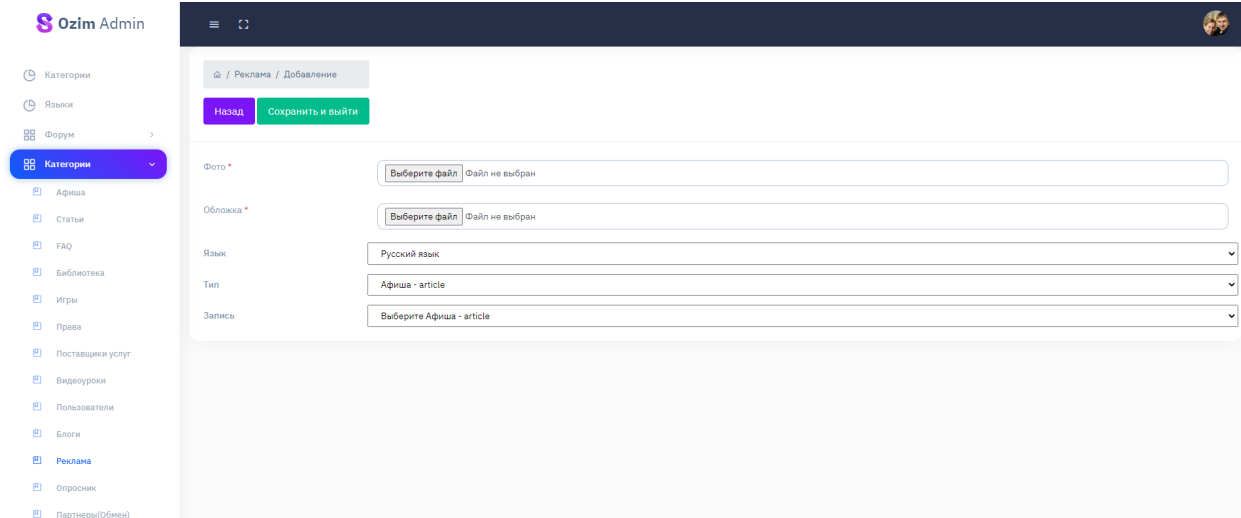 Ozim Admin
Категории
Языки
Форум
Категории
Афиша
Статьи
FAQ
Библиотека
Игры
Права
Поставщики услуг
Видеоуроки
Пользователи
Блоги
Реклама
Опросник
Партнеры(Обмен)
/ Реклама / Добавление
Назад Сохранить и выйти
Фото * Выберите файл Файл не выбран
Обложка * Выберите файл Файл не выбран
Язык Русский язык
Тип Афиша - article
Запись Выберите Афиша - article